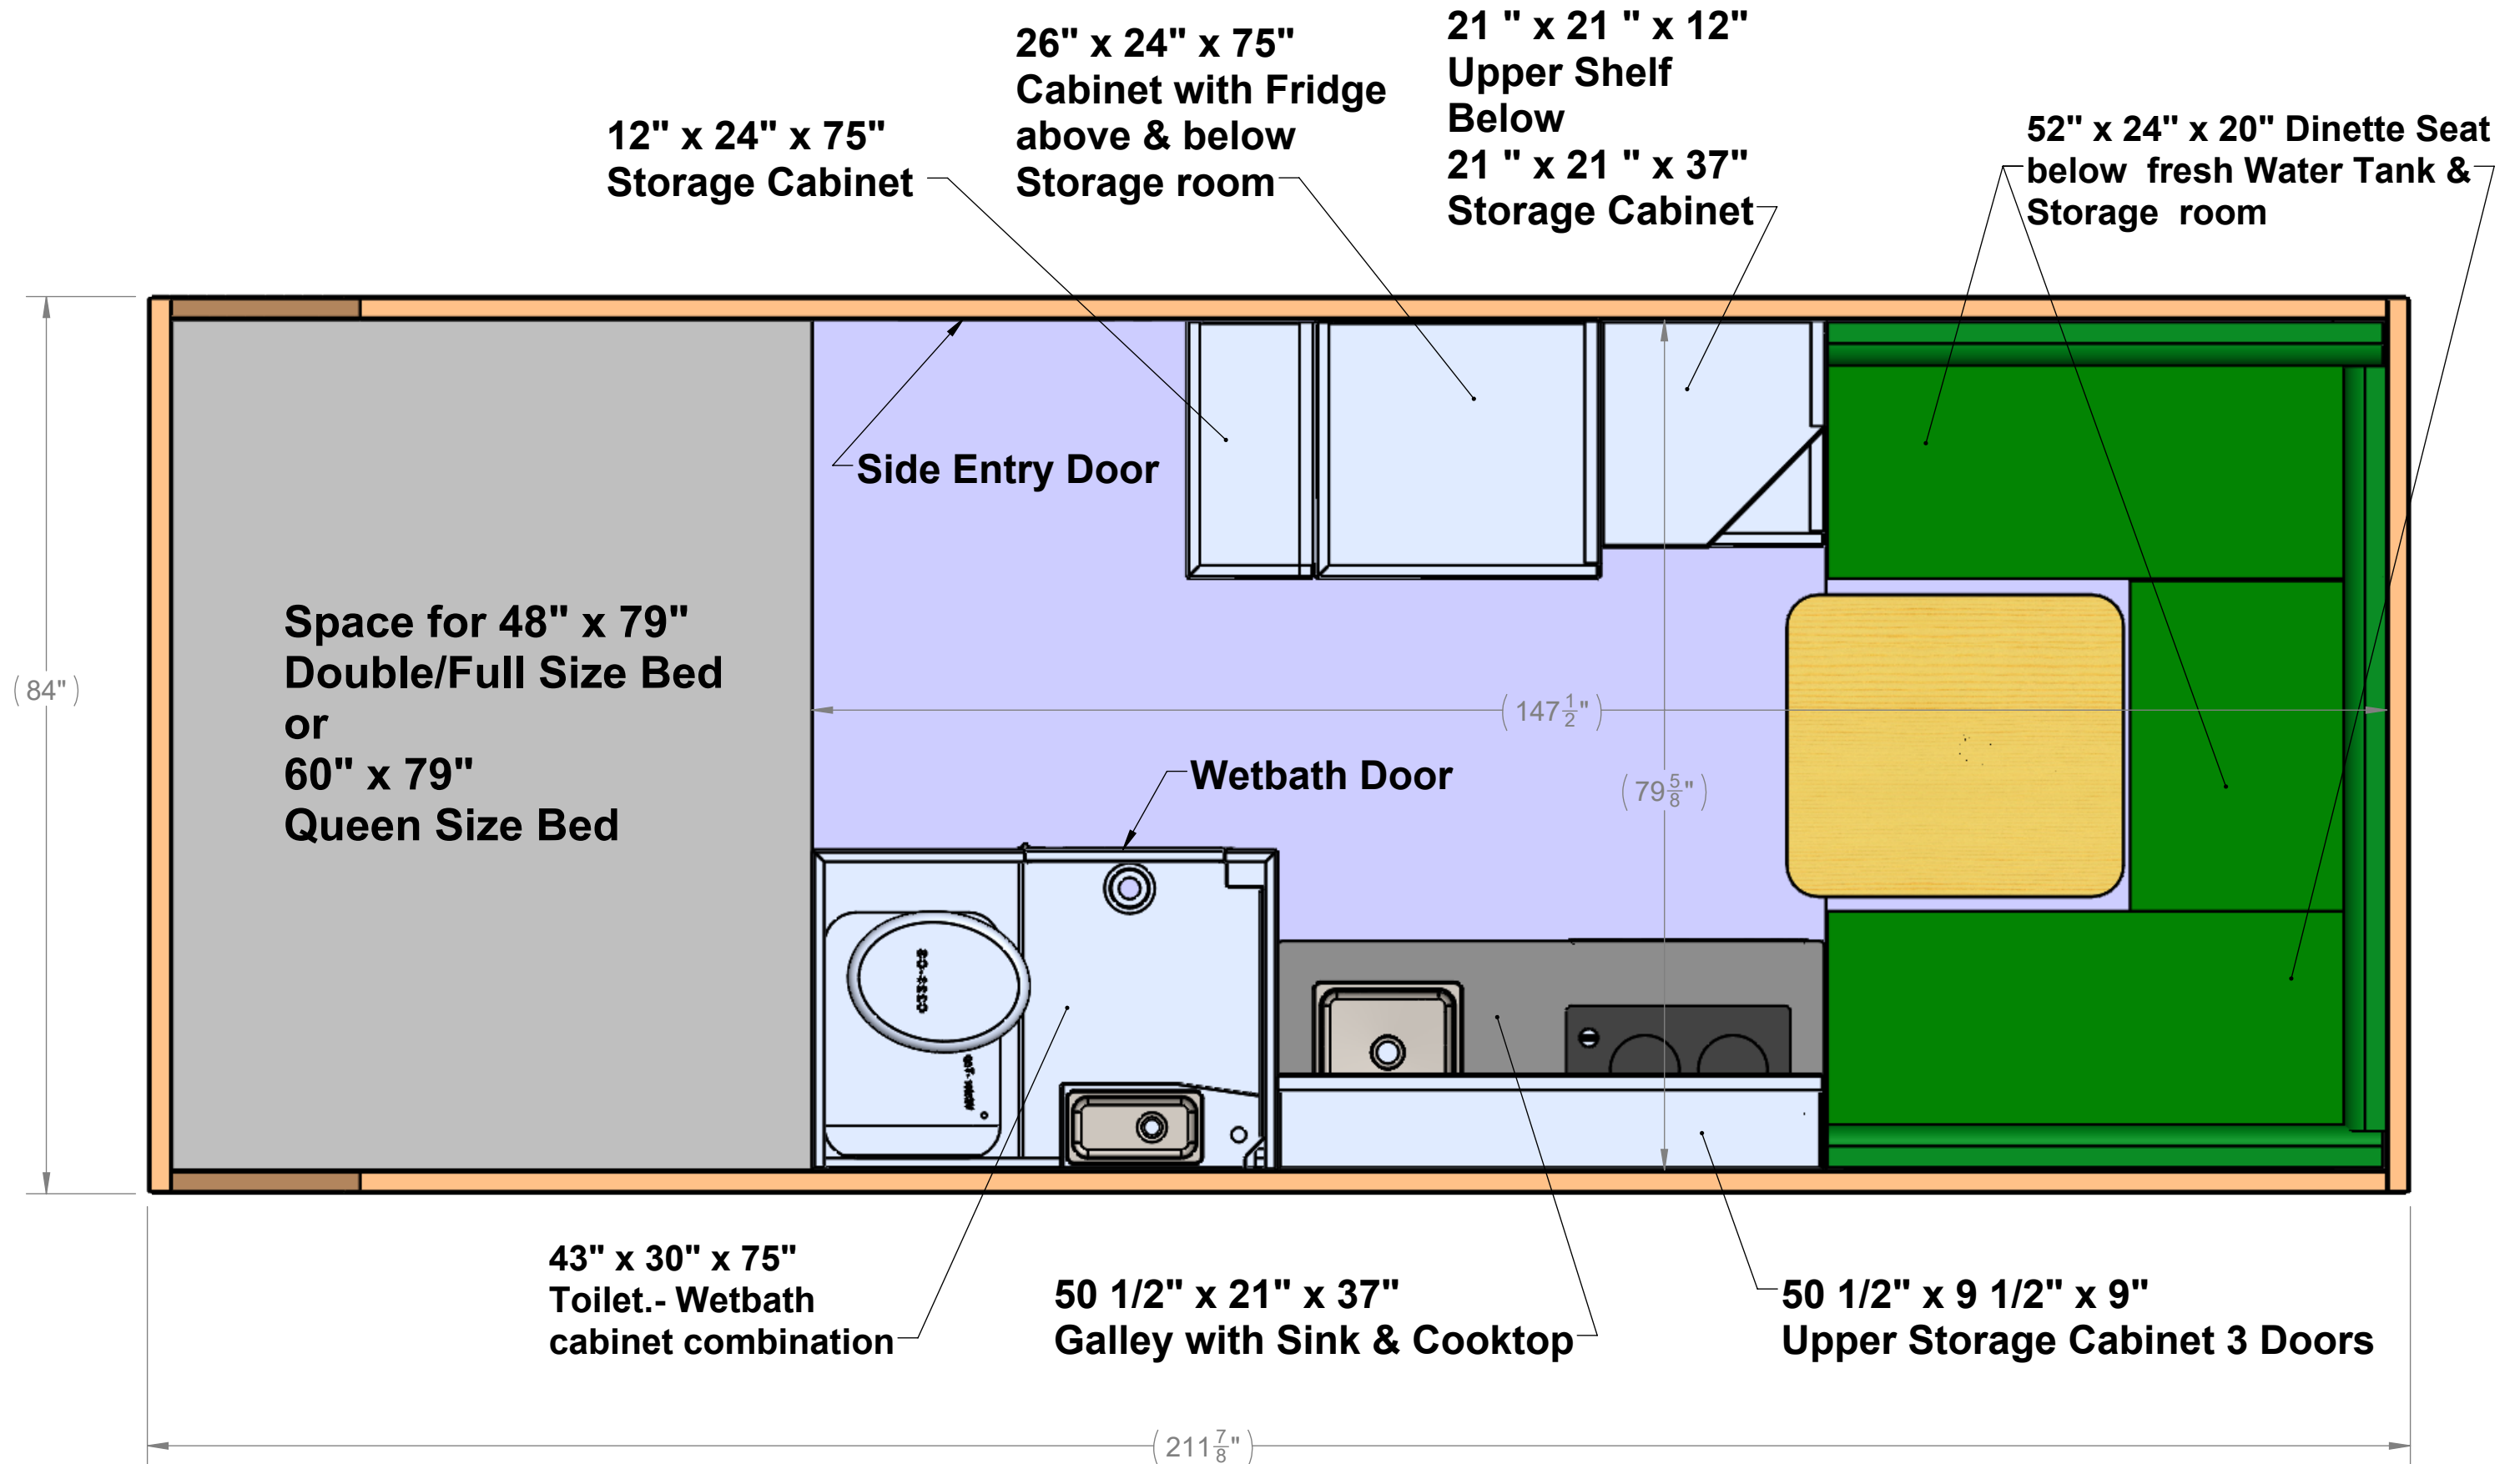 26" x 24" x 75"
Cabinet with Fridge
above & below
Storage room
21 " x 21 " x 12"
Upper Shelf
Below
21 " x 21 " x 37"
Storage Cabinet
12" x 24" x 75"
Storage Cabinet
52" x 24" x 20" Dinette Seat
below fresh Water Tank &
Storage room
Side Entry Door
Space for 48" x 79"
Double/Full Size Bed
or
60" x 79"
Queen Size Bed
(84")
(147 1/2")
(79 5/8")
Wetbath Door
43" x 30" x 75"
Toilet.- Wetbath
cabinet combination
50 1/2" x 21" x 37"
Galley with Sink & Cooktop
50 1/2" x 9 1/2" x 9"
Upper Storage Cabinet 3 Doors
(211 7/8")